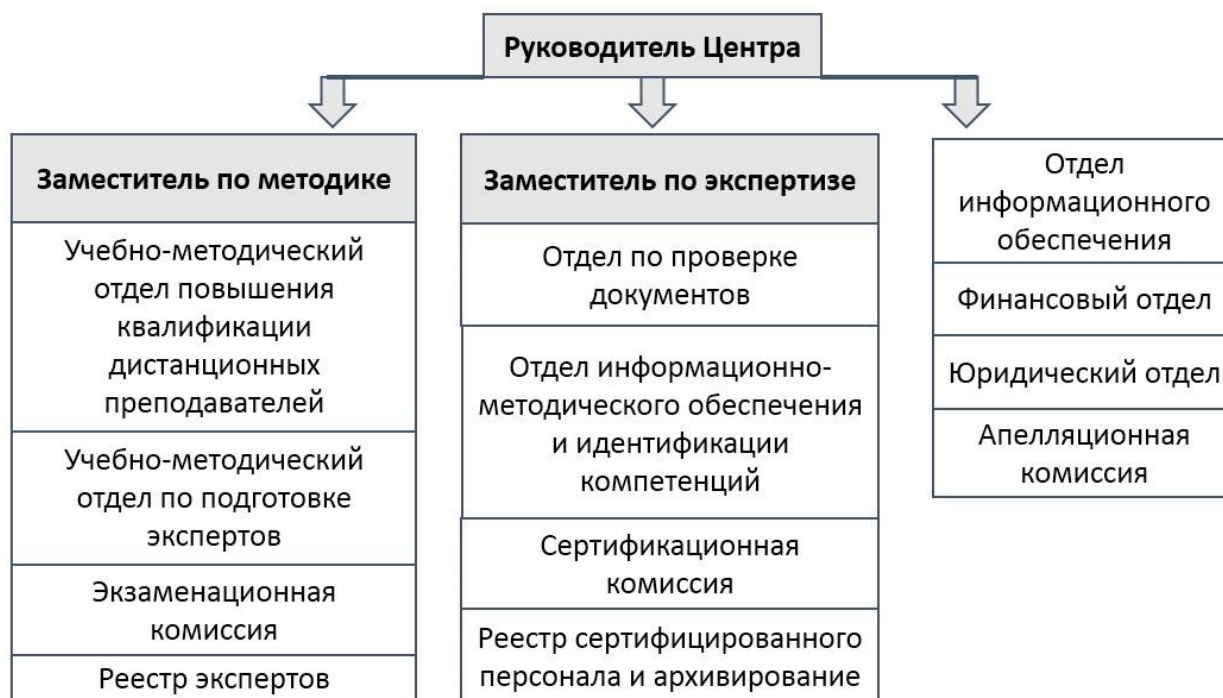 Руководитель Центра
Заместитель по методике
Учебно-методический
отдел повышения
квалификации
дистанционных
преподавателей
Учебно-методический
отдел по подготовке
экспертов
Экзаменационная
комиссия
Реестр экспертов
Заместитель по экспертизе
Отдел по проверке
документов
Отдел информационно-
методического обеспечения
и идентификации
компетенций
Сертификационная
комиссия
Реестр сертифицированного
персонала и архивирование
Отдел
информационного
обеспечения
Финансовый отдел
Юридический отдел
Апелляционная
комиссия